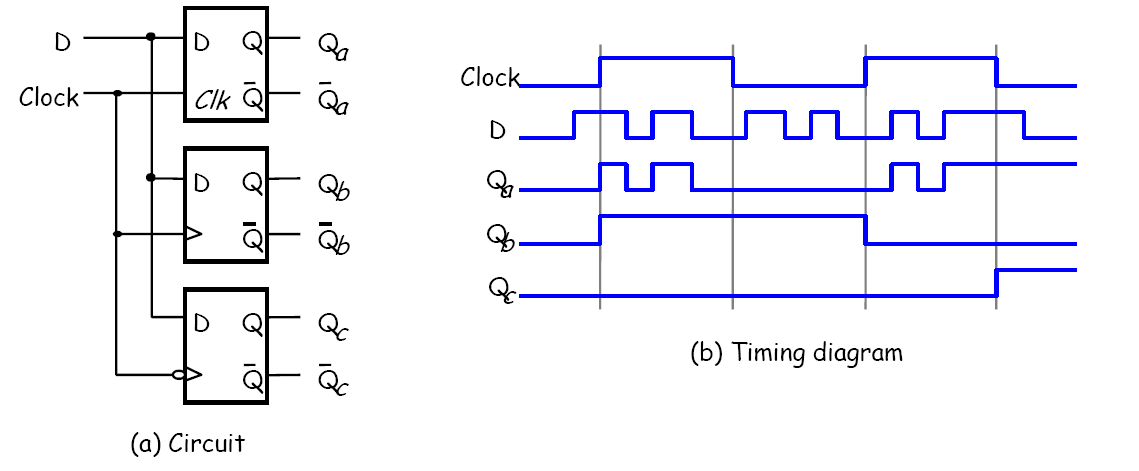 D
D Q
Qa
Clock
Clk Q̅
Q̅a
D Q
Qb
Q̅
Q̅b
D Q
Qc
Q̅
Q̅c
(a) Circuit
Clock
D
Qa
Qb
Qc
(b) Timing diagram